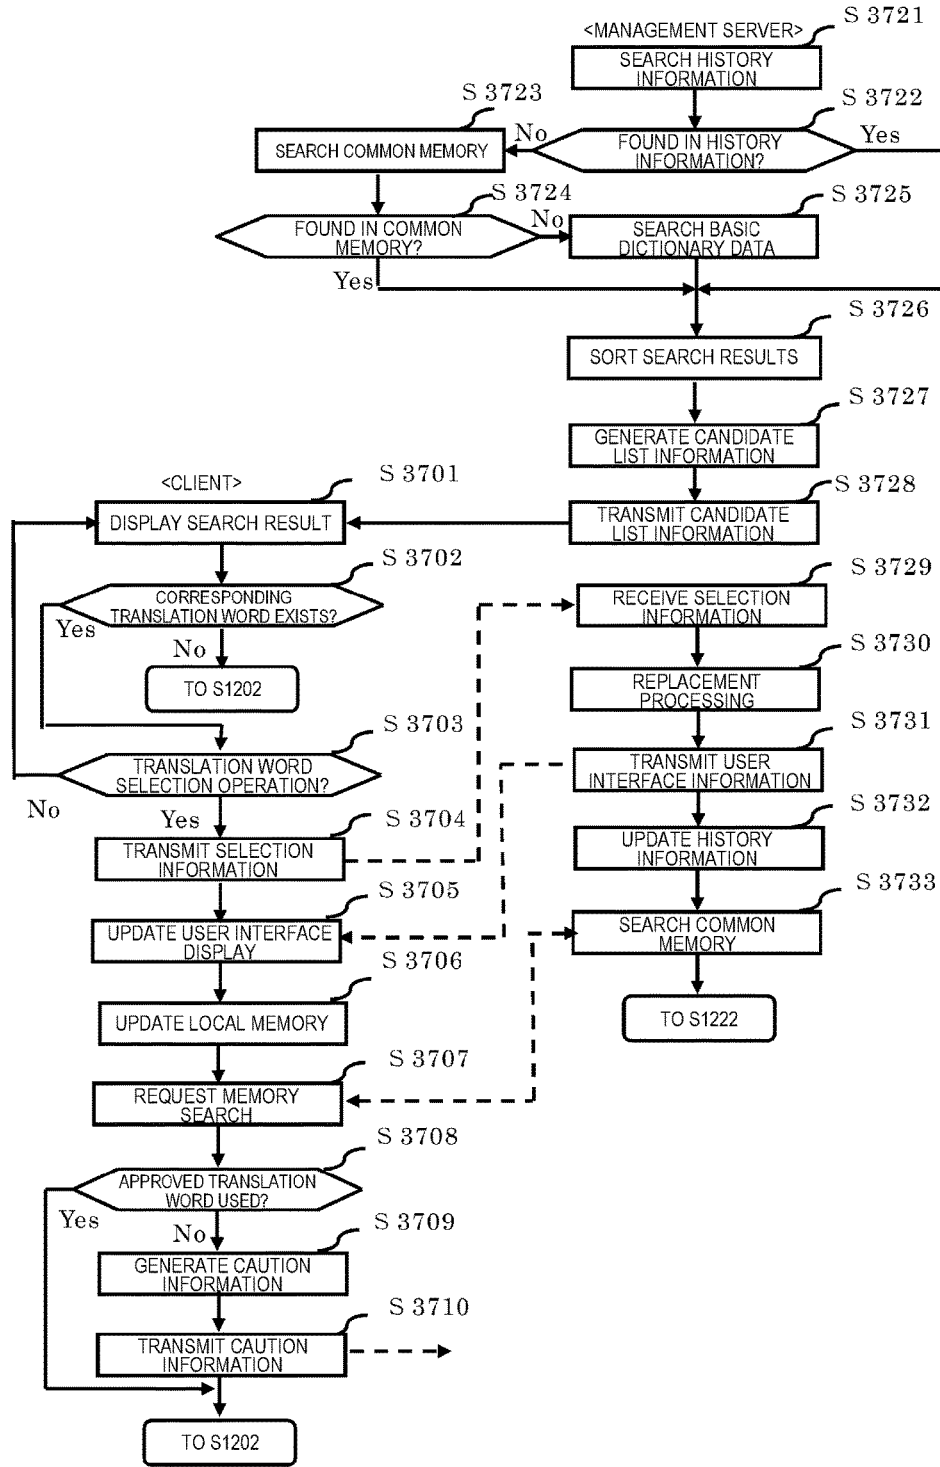 S 3721
<MANAGEMENT SERVER>
SEARCH HISTORY
INFORMATION
S 3723
S 3722
No
Yes
SEARCH COMMON MEMORY
FOUND IN HISTORY
INFORMATION?
S 3724
S 3725
FOUND IN COMMON
MEMORY?
No
SEARCH BASIC
DICTIONARY DATA
Yes
S 3726
SORT SEARCH RESULTS
S 3727
GENERATE CANDIDATE
LIST INFORMATION
S 3701
<CLIENT>
S 3728
DISPLAY SEARCH RESULT
TRANSMIT CANDIDATE
LIST INFORMATION
S 3702
S 3729
CORRESPONDING
TRANSLATION WORD EXISTS?
RECEIVE SELECTION
INFORMATION
Yes
No
S 3730
TO S1202
REPLACEMENT
PROCESSING
S 3703
S 3731
TRANSLATION WORD
SELECTION OPERATION?
TRANSMIT USER
INTERFACE INFORMATION
No
Yes
S 3704
S 3732
TRANSMIT SELECTION
INFORMATION
UPDATE HISTORY
INFORMATION
S 3705
S 3733
UPDATE USER INTERFACE
DISPLAY
SEARCH COMMON
MEMORY
S 3706
UPDATE LOCAL MEMORY
TO S1222
S 3707
REQUEST MEMORY
SEARCH
S 3708
APPROVED TRANSLATION
WORD USED?
Yes
No
S 3709
GENERATE CAUTION
INFORMATION
S 3710
TRANSMIT CAUTION
INFORMATION
TO S1202